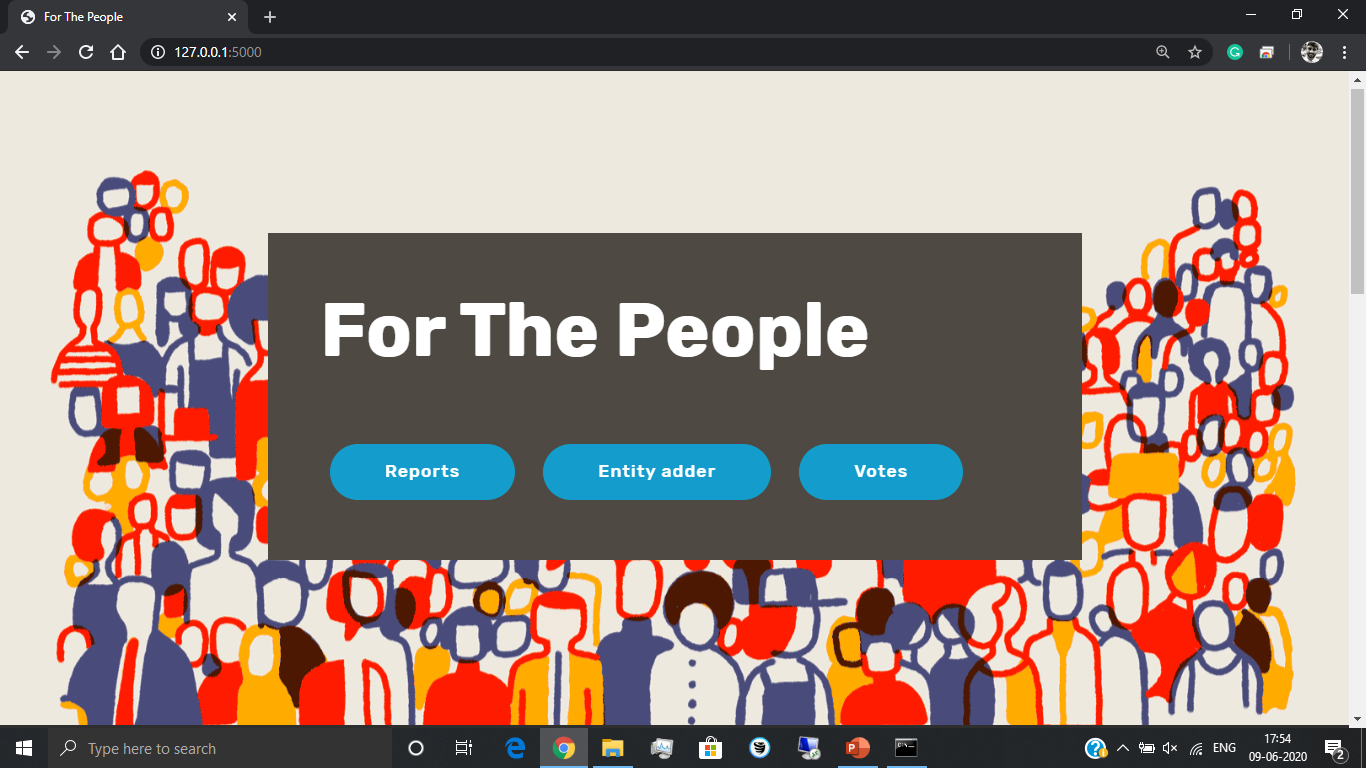 For The People
127.0.0.1:5000
For The People
Reports
Entity adder
Votes
Type here to search
ENG
17:54
09-06-2020
2